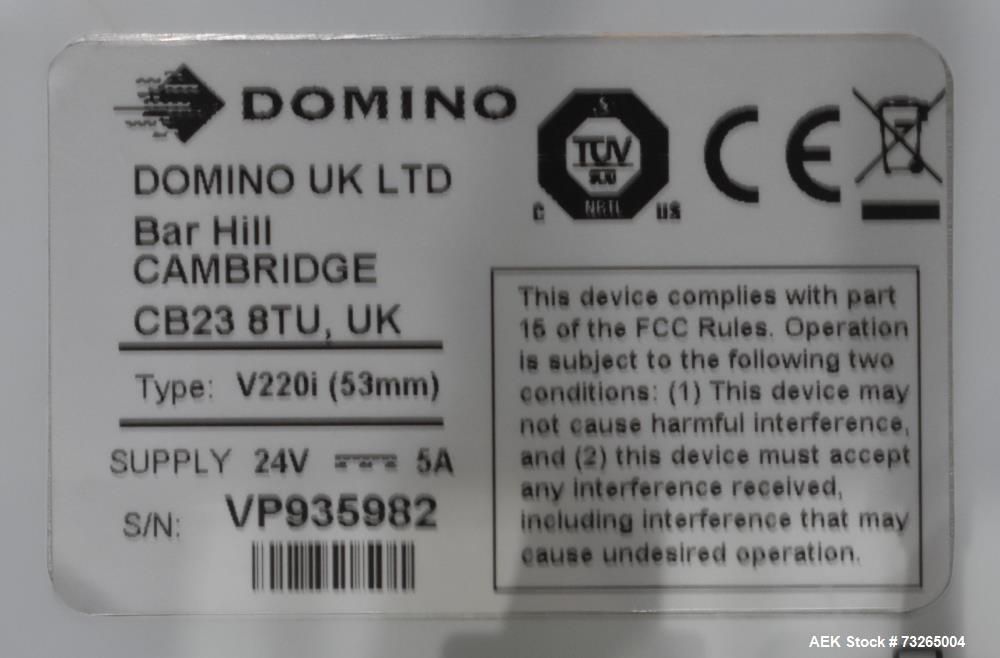 DOMINO
DOMINO UK LTD
Bar Hill
CAMBRIDGE
CB23 8TU, UK
Type: V220i (53mm)
SUPPLY 24V 5A
S/N: VP935982
TÜV
C NRTL US
CE
This device complies with part
15 of the FCC Rules. Operation
is subject to the following two
conditions: (1) This device may
not cause harmful interference,
and (2) this device must accept
any interference received,
including interference that may
cause undesired operation.
AEK Stock # 73265004